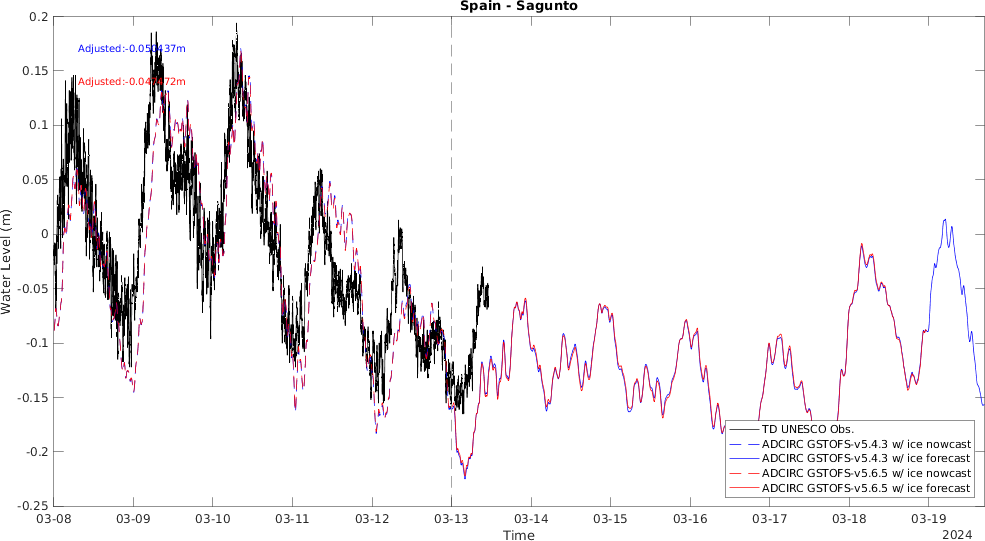 Spain - Sagunto
0.2
0.15
0.1
0.05
0
-0.05
-0.1
-0.15
-0.2
-0.25
Water Level (m)
03-08
03-09
03-10
03-11
03-12
03-13
03-14
03-15
03-16
03-17
03-18
03-19
Time
2024
TD UNESCO Obs.
ADCIRC GSTOFS-v5.4.3 w/ ice nowcast
ADCIRC GSTOFS-v5.4.3 w/ ice forecast
ADCIRC GSTOFS-v5.6.5 w/ ice nowcast
ADCIRC GSTOFS-v5.6.5 w/ ice forecast